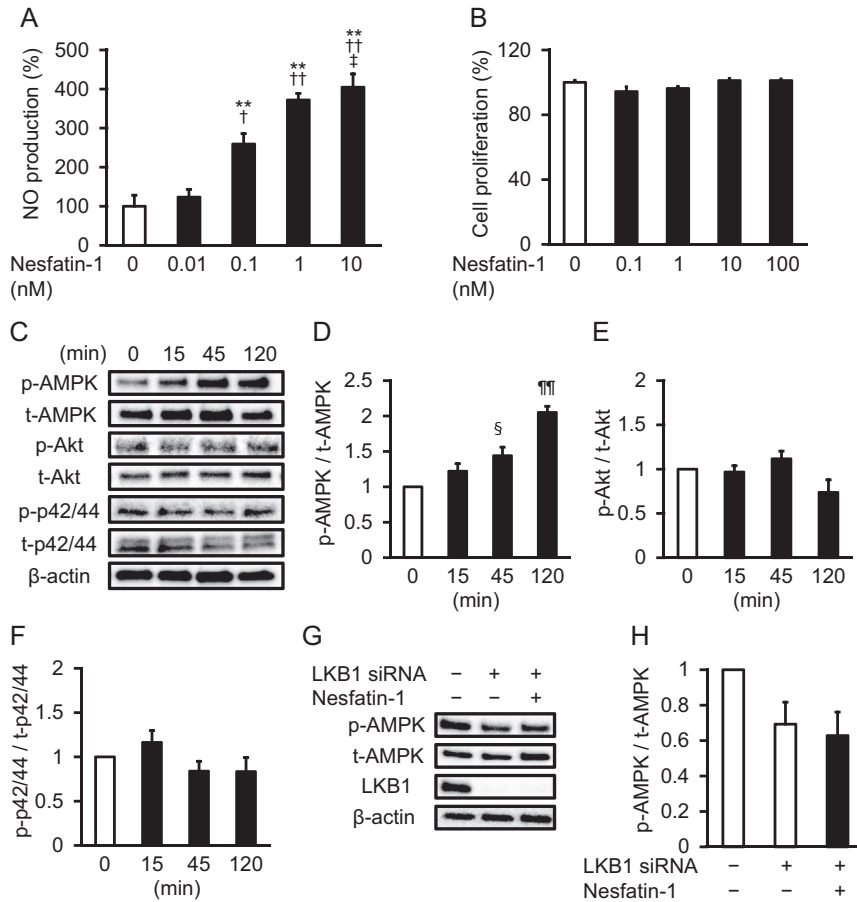 A
NO production (%)
500
400
300
200
100
0
**
†
**
††
**
††
‡
Nesfatin-1 0 0.01 0.1 1 10
(nM)
B
Cell proliferation (%)
120
80
40
0
Nesfatin-1 0 0.1 1 10 100
(nM)
C
(min) 0 15 45 120
p-AMPK
t-AMPK
p-Akt
t-Akt
p-p42/44
t-p42/44
β-actin
D
p-AMPK / t-AMPK
2.5
2
1.5
1
0.5
0
§
¶¶
0 15 45 120
(min)
E
p-Akt / t-Akt
2
1.5
1
0.5
0
0 15 45 120
(min)
F
p-p42/44 / t-p42/44
2
1.5
1
0.5
0
0 15 45 120
(min)
G
LKB1 siRNA – + +
Nesfatin-1 – – +
p-AMPK
t-AMPK
LKB1
β-actin
H
p-AMPK / t-AMPK
1
0.8
0.6
0.4
0.2
0
LKB1 siRNA – + +
Nesfatin-1 – – +